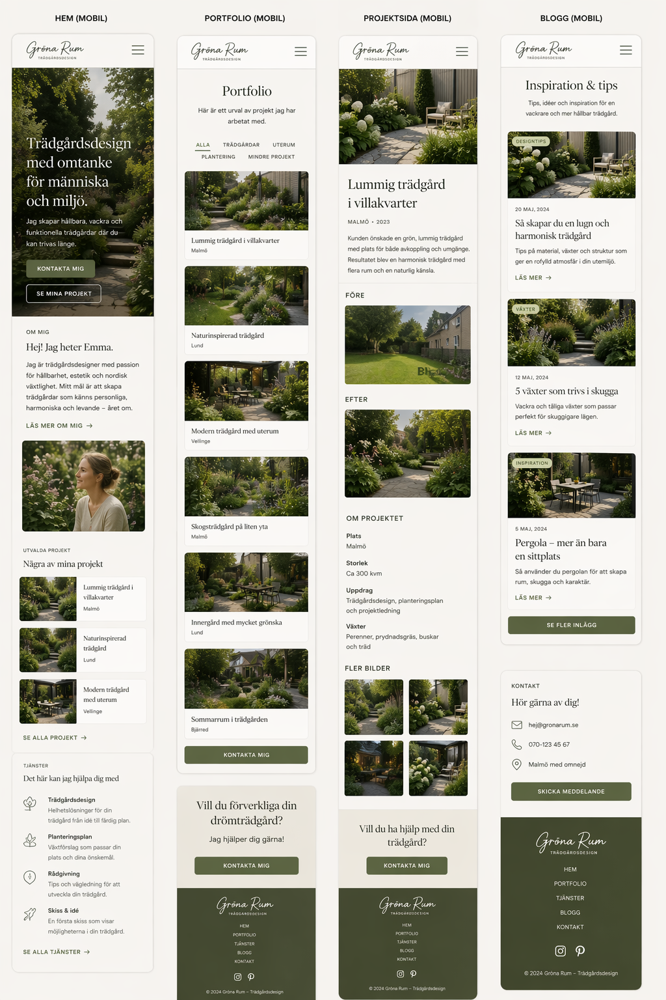 HEM (MOBIL)
Gröna Rum
TRÄDGÅRDSDESIGN
Trädgårdsdesign
med omtanke
för människa
och miljö.
Jag skapar hållbara, vackra och
funktionella trädgårdar där du
kan trivas länge.
KONTAKTA MIG
SE MINA PROJEKT
OM MIG
Hej! Jag heter Emma.
Jag är trädgårdsdesigner med passion
för hållbarhet, estetik och nordisk
växtlighet. Mitt mål är att skapa
trädgårdar som känns personliga,
harmoniska och levande – året om.
LÄS MER OM MIG →
UTVALDA PROJEKT
Några av mina projekt
Lummig trädgård i
villakvarter
Malmö
Naturinspirerad
trädgård
Lund
Modern trädgård
med uterum
Vellinge
SE ALLA PROJEKT →
TJÄNSTER
Det här kan jag hjälpa dig med
Trädgårdsdesign
Helhetslösningar för din
trädgård från idé till färdig plan.
Planteringsplan
Växtförslag som passar din
plats och dina önskemål.
Rådgivning
Tips och vägledning för att
utveckla din trädgård.
Skiss & idé
En första skiss som visar
möjligheterna i din trädgård.
SE ALLA TJÄNSTER →
PORTFOLIO (MOBIL)
Gröna Rum
TRÄDGÅRDSDESIGN
Portfolio
Här är ett urval av projekt jag har
arbetat med.
ALLA TRÄDGÅRDAR UTERUM
PLANTERING MINDRE PROJEKT
Lummig trädgård i villakvarter
Malmö
Naturinspirerad trädgård
Lund
Modern trädgård med uterum
Vellinge
Skogsträdgård på liten yta
Malmö
Innergård med mycket grönska
Lund
Sommarrum i trädgården
Bjärred
KONTAKTA MIG
Vill du förverkliga din
drömträdgård?
Jag hjälper dig gärna!
KONTAKTA MIG
Gröna Rum
TRÄDGÅRDSDESIGN
HEM
PORTFOLIO
TJÄNSTER
BLOGG
KONTAKT
© 2024 Gröna Rum – Trädgårdsdesign
PROJEKTSIDA (MOBIL)
Gröna Rum
TRÄDGÅRDSDESIGN
Lummig trädgård
i villakvarter
MALMÖ • 2023
Kunden önskade en grön, lummig trädgård
med plats för både avkoppling och umgänge.
Resultatet blev en harmonisk trädgård med
flera rum och en naturlig känsla.
FÖRE
EFTER
OM PROJEKTET
Plats
Malmö
Storlek
Ca 300 kvm
Uppdrag
Trädgårdsdesign, planteringsplan
och projektledning
Växter
Perenner, prydnadsgräs, buskar
och träd
FLER BILDER
Vill du ha hjälp med din
trädgård?
KONTAKTA MIG
Gröna Rum
TRÄDGÅRDSDESIGN
HEM
PORTFOLIO
TJÄNSTER
BLOGG
KONTAKT
© 2024 Gröna Rum – Trädgårdsdesign
BLOGG (MOBIL)
Gröna Rum
TRÄDGÅRDSDESIGN
Inspiration & tips
Tips, idéer och inspiration för en
vackrare och mer hållbar trädgård.
DESIGNTIPS
20 MAJ, 2024
Så skapar du en lugn och
harmonisk trädgård
Tips på material, växter och struktur som
ger en rofylld atmosfär i din utemiljö.
LÄS MER →
VÄXTER
12 MAJ, 2024
5 växter som trivs i skugga
Vackra och tåliga växter som passar
perfekt för skuggigare lägen.
LÄS MER →
INSPIRATION
5 MAJ, 2024
Pergola – mer än bara
en sittplats
Så använder du pergolan för att skapa
rum, skugga och karaktär.
LÄS MER →
SE FLER INLÄGG
KONTAKT
Hör gärna av dig!
hej@gronarum.se
070-123 45 67
Malmö med omnejd
SKICKA MEDDELANDE
Gröna Rum
TRÄDGÅRDSDESIGN
HEM
PORTFOLIO
TJÄNSTER
BLOGG
KONTAKT
© 2024 Gröna Rum – Trädgårdsdesign